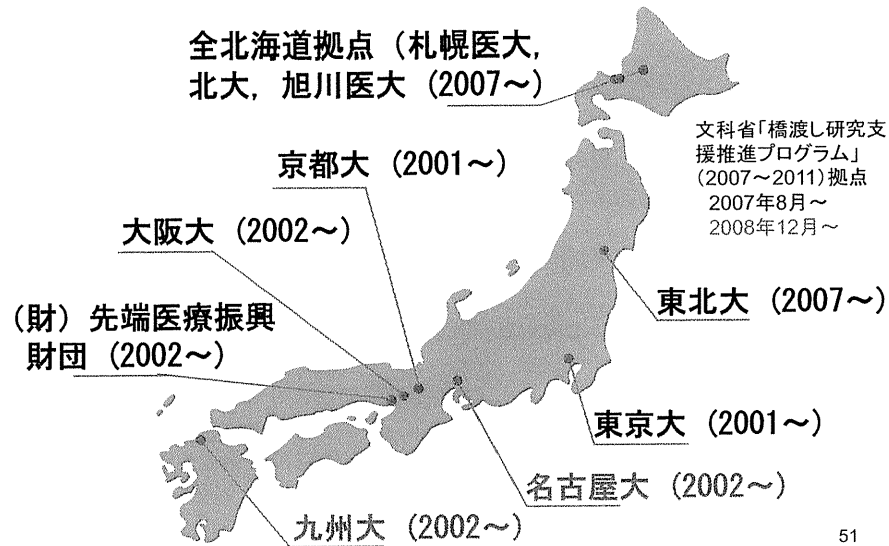 全北海道拠点（札幌医大，
北大，旭川医大（2007～）
文科省「橋渡し研究支
援推進プログラム」
（2007～2011）拠点
2007年8月～
2008年12月～
京都大（2001～）
大阪大（2002～）
東北大（2007～）
（財）先端医療振興
財団（2002～）
東京大（2001～）
名古屋大（2002～）
九州大（2002～）
51